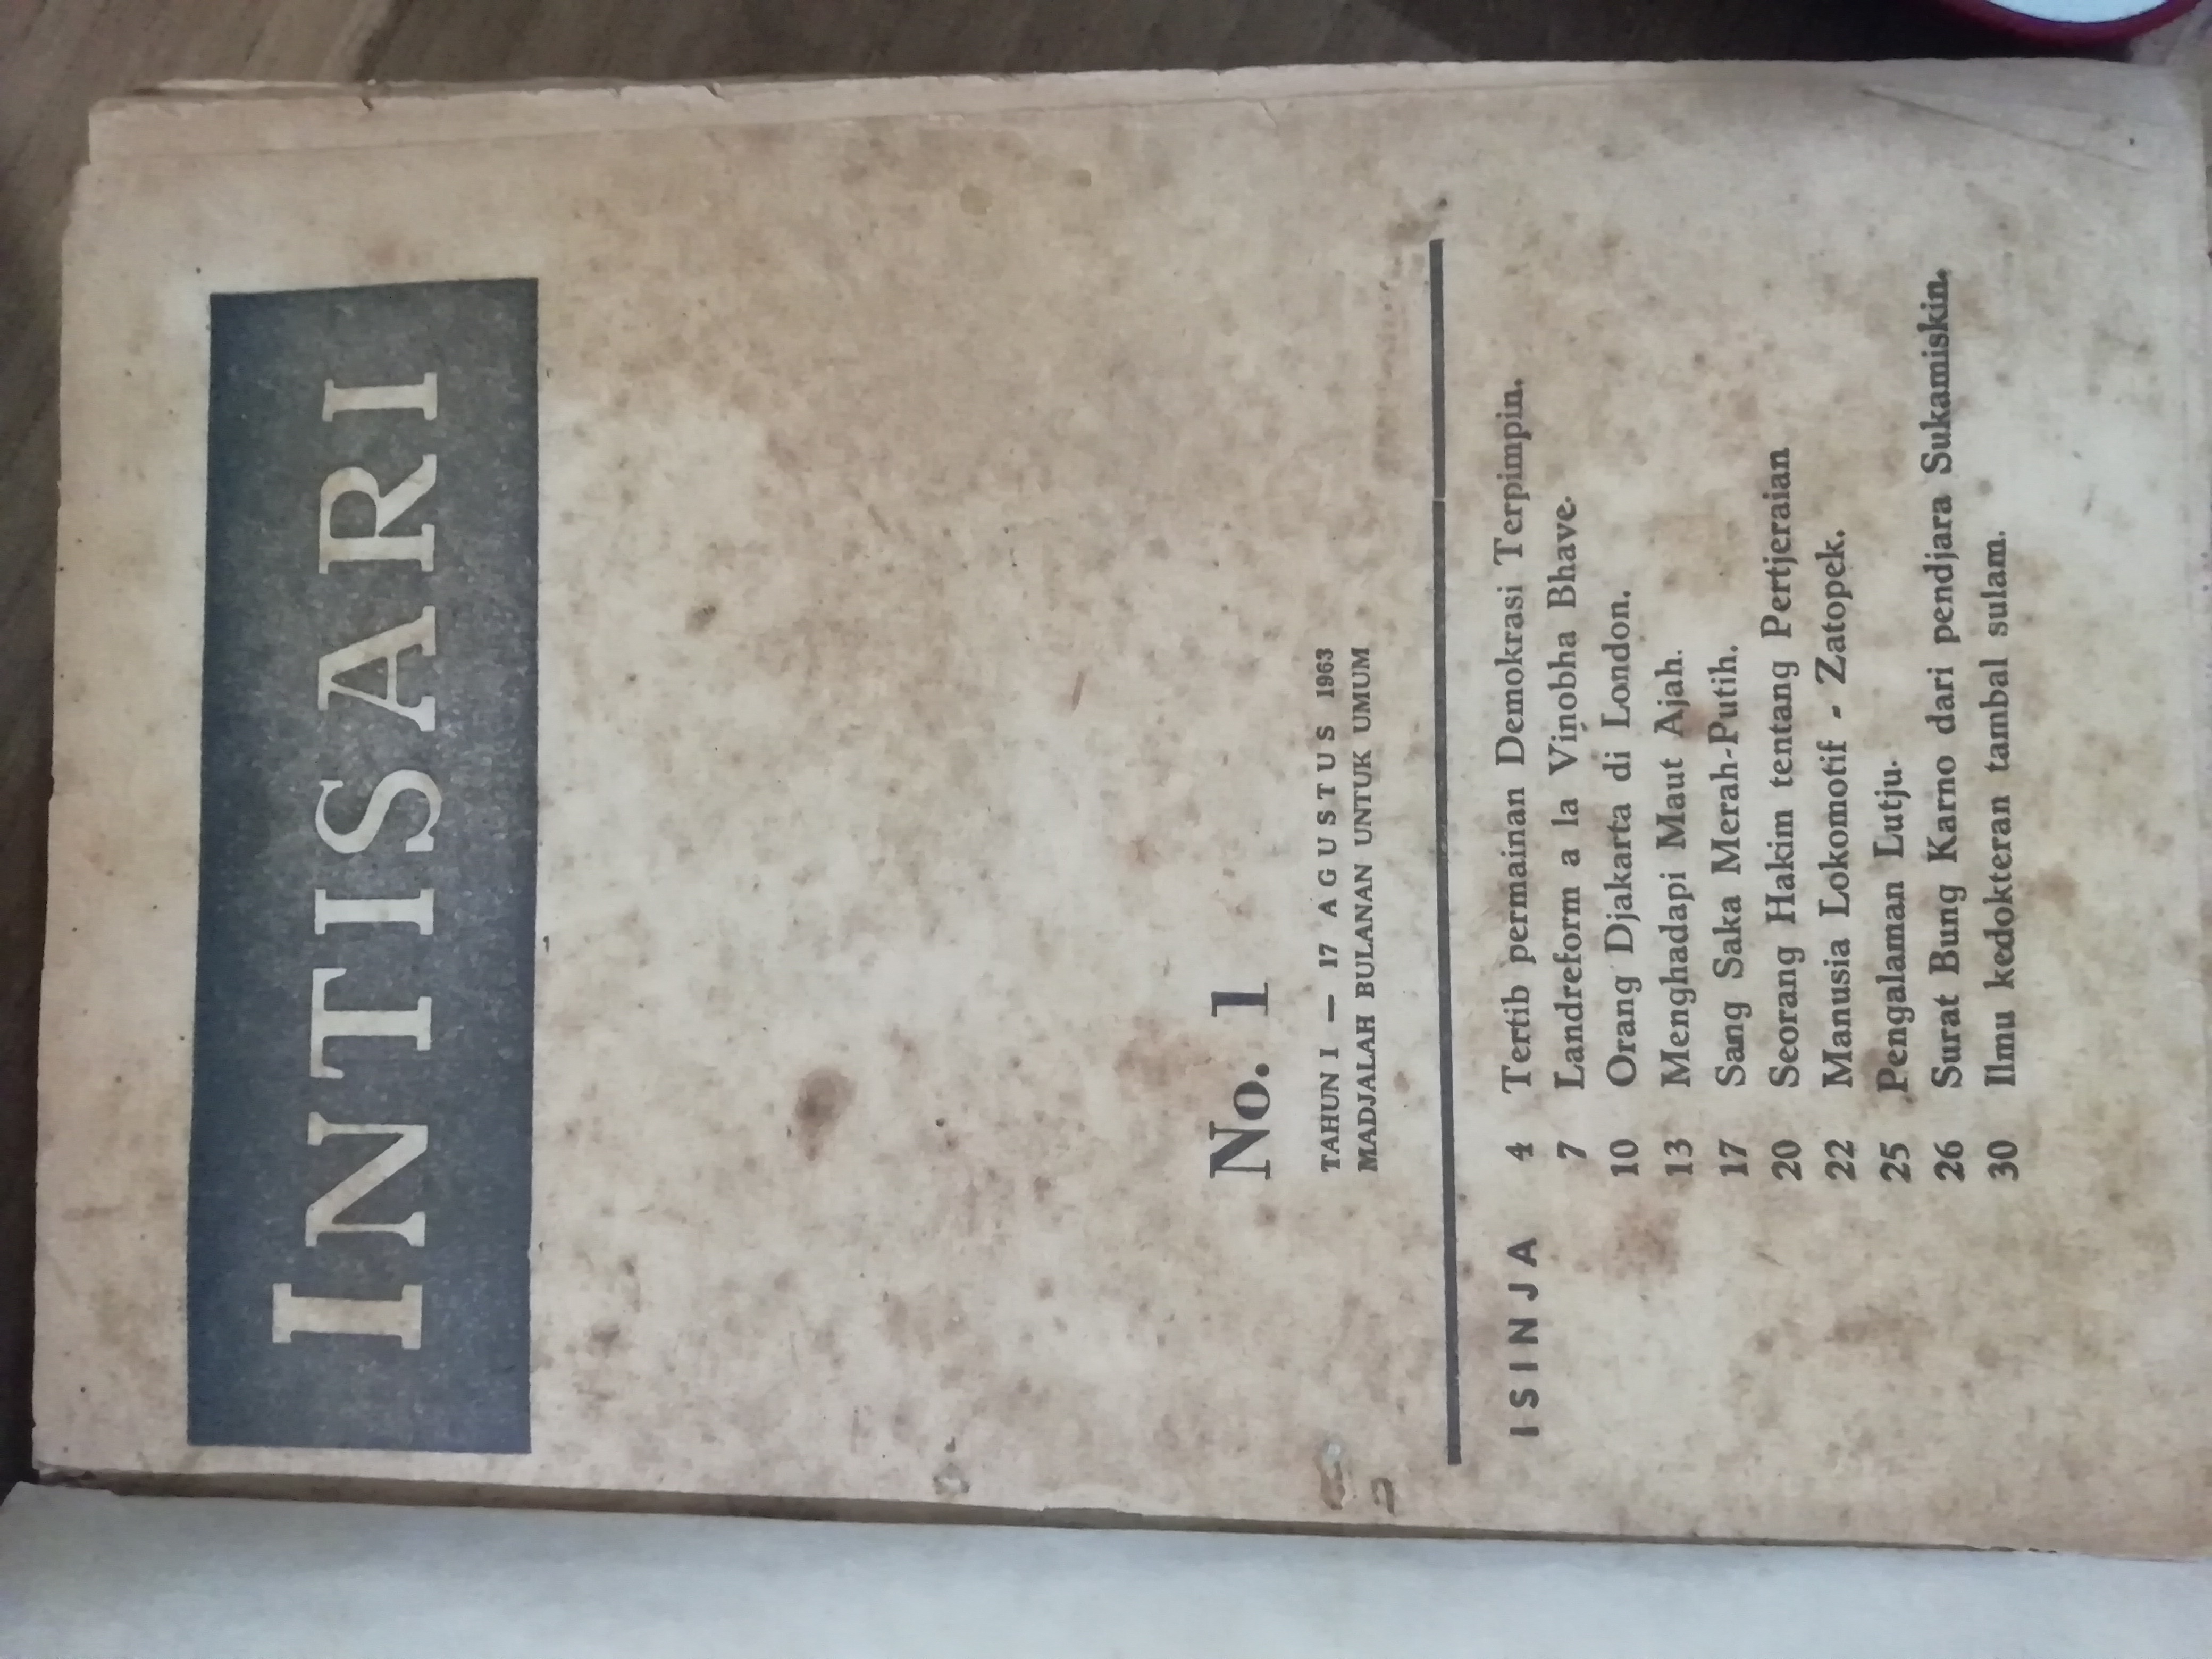 INTISARI
No. 1
TAHUN I — 17 AGUSTUS 1963
MADJALAH BULANAN UNTUK UMUM
ISINJA 4 Tertib permainan Demokrasi Terpimpin.
7 Landreform a la Vinobha Bhave.
10 Orang Djakarta di London.
13 Menghadapi Maut Ajah.
17 Sang Saka Merah-Putih.
20 Seorang Hakim tentang Pertjeraian
22 Manusia Lokomotif - Zatopek.
25 Pengalaman Lutju.
26 Surat Bung Karno dari pendjara Sukamiskin.
30 Ilmu kedokteran tambal sulam.